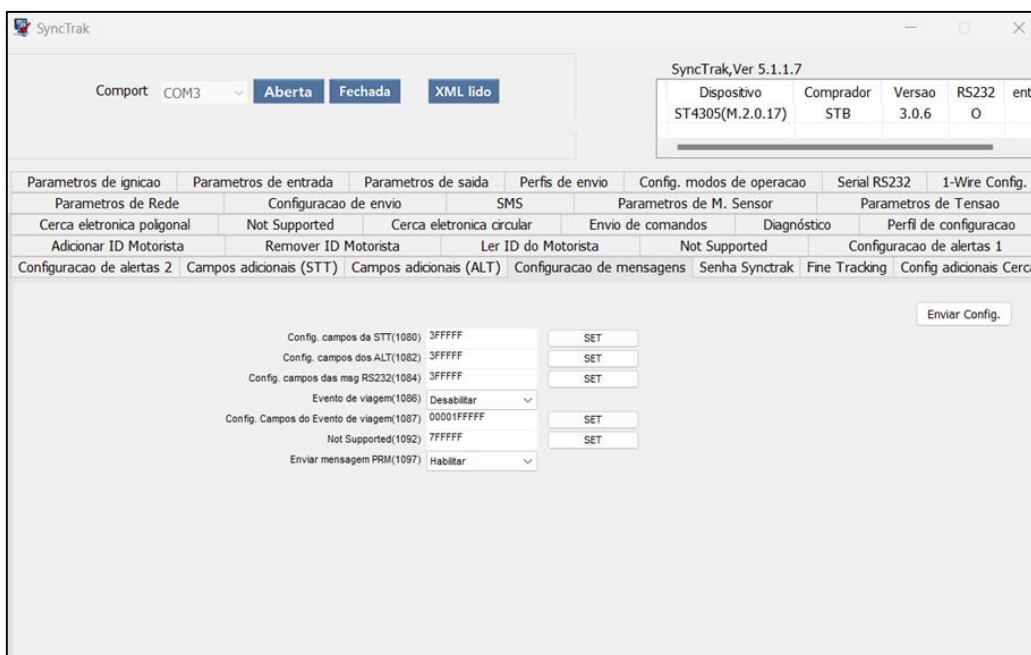 SyncTrak
SyncTrak,Ver 5.1.1.7
Comport COM3 Aberta Fechada XML lido
Dispositivo Comprador Versao RS232 ent
ST4305(M.2.0.17) STB 3.0.6 O
Parametros de ignicao Parametros de entrada Parametros de saida Perfis de envio Config. modos de operacao Serial RS232 1-Wire Config.
Parametros de Rede Configuracao de envio SMS Parametros de M. Sensor Parametros de Tensao
Cerca eletronica poligonal Not Supported Cerca eletronica circular Envio de comandos Diagnóstico Perfil de configuracao
Adicionar ID Motorista Remover ID Motorista Ler ID do Motorista Not Supported Configuracao de alertas 1
Configuracao de alertas 2 Campos adicionais (STT) Campos adicionais (ALT) Configuracao de mensagens Senha Synctrak Fine Tracking Config adicionais Cerca
Enviar Config.
Config. campos da STT(1080) 3FFFFF SET
Config. campos dos ALT(1082) 3FFFFF SET
Config. campos das msg RS232(1084) 3FFFFF SET
Evento de viagem(1086) Desabilitar
Config. Campos do Evento de viagem(1087) 00001FFFFF SET
Not Supported(1092) 7FFFFF SET
Enviar mensagem PRM(1097) Habilitar